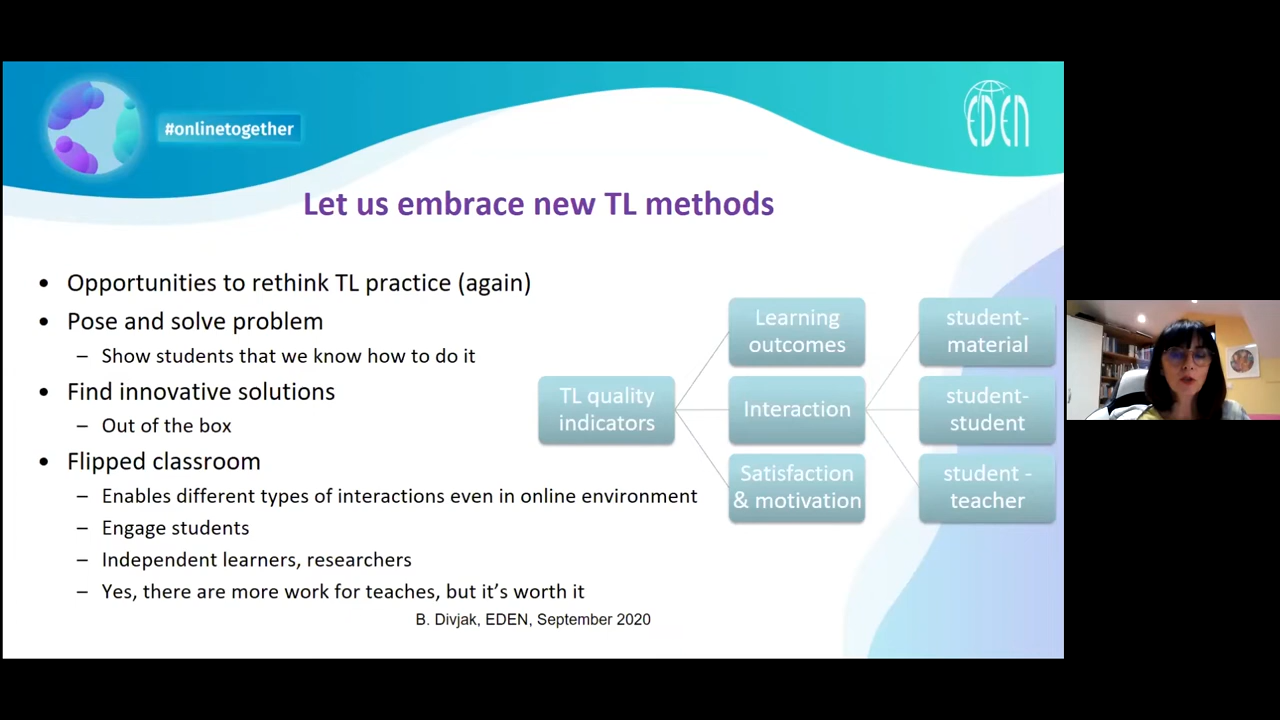 #onlinetogether
EDEN
Let us embrace new TL methods
• Opportunities to rethink TL practice (again)
• Pose and solve problem
– Show students that we know how to do it
• Find innovative solutions
– Out of the box
• Flipped classroom
– Enables different types of interactions even in online environment
– Engage students
– Independent learners, researchers
– Yes, there are more work for teaches, but it's worth it
TL quality
indicators
Learning
outcomes
Interaction
Satisfaction
& motivation
student-
material
student-
student
student -
teacher
B. Divjak, EDEN, September 2020